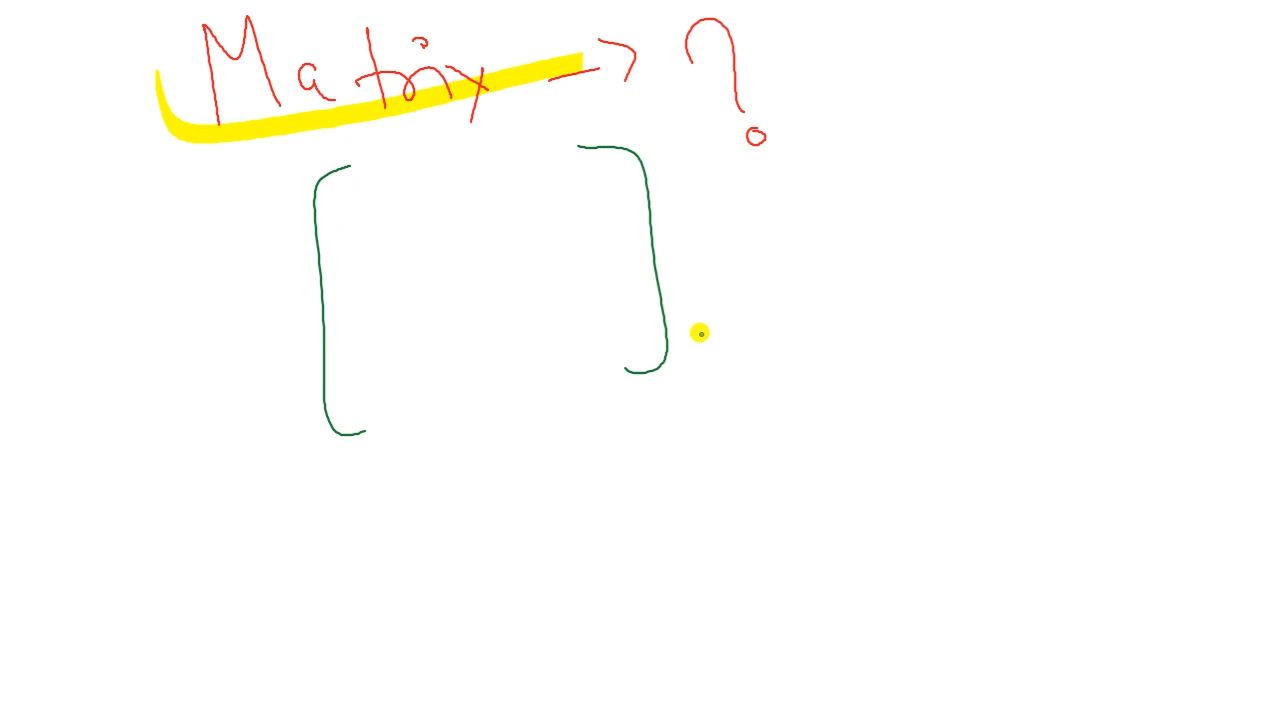 Matrix → ?
[ ]